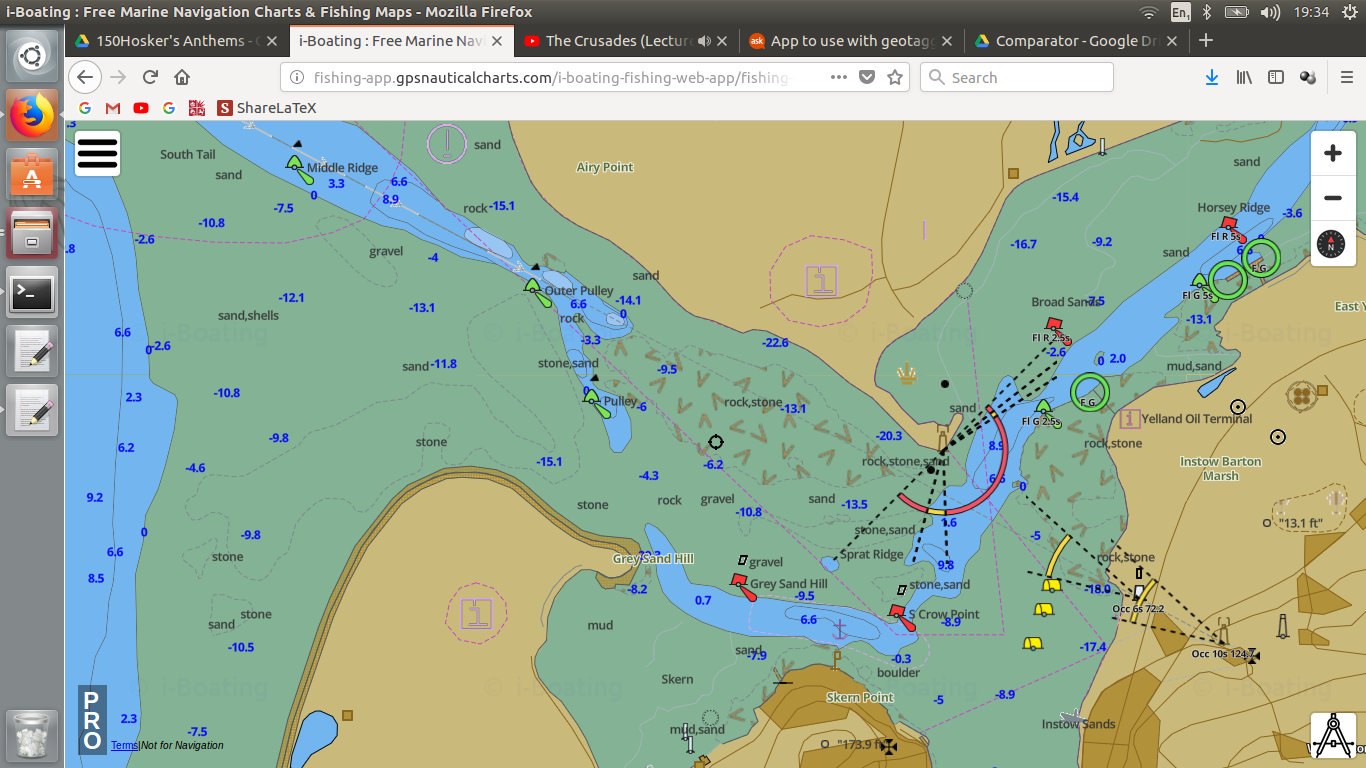 i-Boating : Free Marine Navigation Charts & Fishing Maps - Mozilla Firefox
En1
19:34
150Hosker's Anthems - G
i-Boating : Free Marine Navi
The Crusades (Lecture
ask
App to use with geotagg
Comparator - Google Dri
fishing-app.gpsnauticalcharts.com/i-boating-fishing-web-app/fishing-
Search
ShareLaTeX
South Tail
sand
Middle Ridge
3.3
6.6
0
8.9
-7.5
-10.8
-2.6
sand
rock
-15.1
Airy Point
gravel
-4
-12.1
-13.1
sand,shells
Outer Pulley
6.6
rock
-14.1
0
sand
-3.3
-22.6
-15.4
-16.7
-9.2
sand
Horsey Ridge
-3.6
Fl R 5s
sand
F G
Fl G 5s
-13.1
Broad Sands
-7.5
Fl R 2.5s
-2.6
0
2.0
mud,sand
East Y
6.6
0
-2.6
sand
-11.8
stone,sand
-9.5
2.3
-10.8
0
Pulley
-6
rock,stone
-13.1
sand
F G
Fl G 2.5s
Yelland Oil Terminal
rock,stone
Instow Barton
Marsh
-9.8
stone
-20.3
8.9
6.2
-4.6
-15.1
-4.3
-6.2
rock,stone,sand
0
9.2
stone
rock
gravel
sand
-13.5
-10.8
1.6
"13.1 ft"
0
-9.8
stone,sand
-5
6.6
stone
Grey Sand Hill
gravel
Sprat Ridge
9.8
rock,stone
8.5
-8.2
Grey Sand Hill
stone,sand
-18.0
0.7
-9.5
Occ 6s 72.2
stone
sand
mud
6.6
S Crow Point
-8.9
-10.5
sand
-7.9
-0.3
-17.4
Occ 10s 124.7
boulder
Skern
Skern Point
-5
-8.9
i-Boating
2.3
-7.5
mud,sand
Instow Sands
PRO
Terms|Not for Navigation
"173.9 ft"